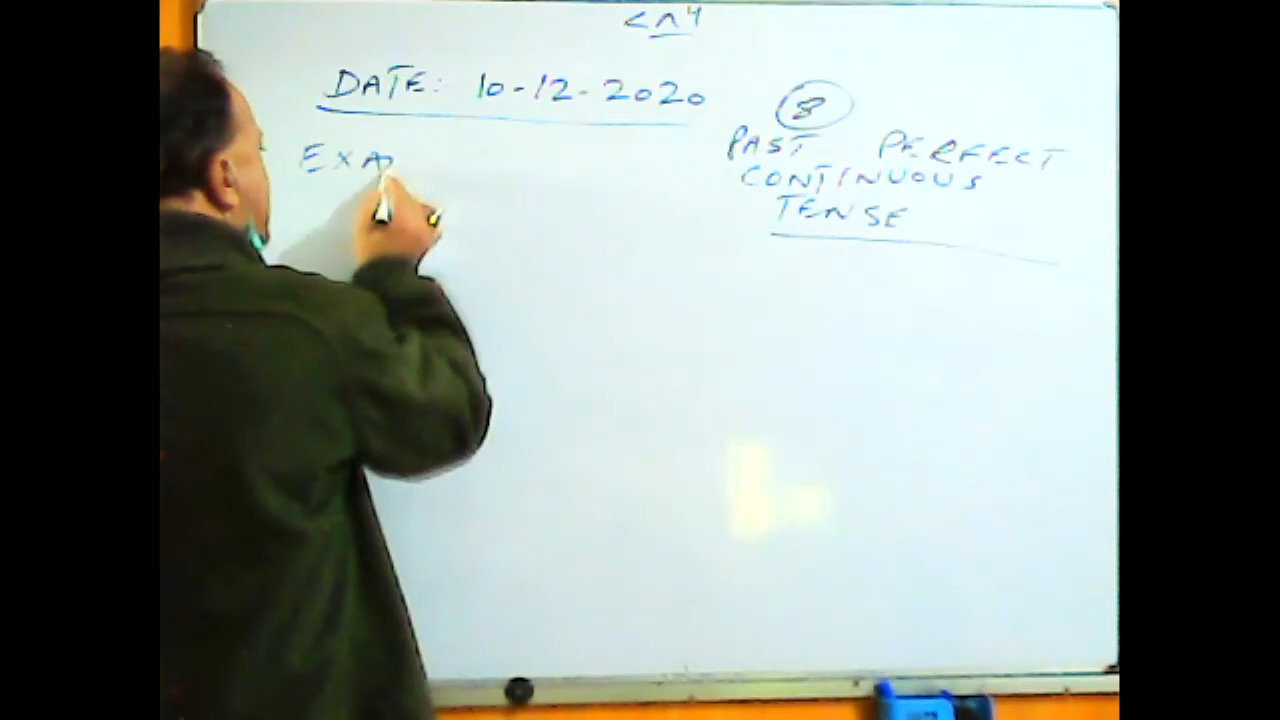 DATE: 10-12-2020
EXA
8
PAST PERFECT
CONTINUOUS
TENSE